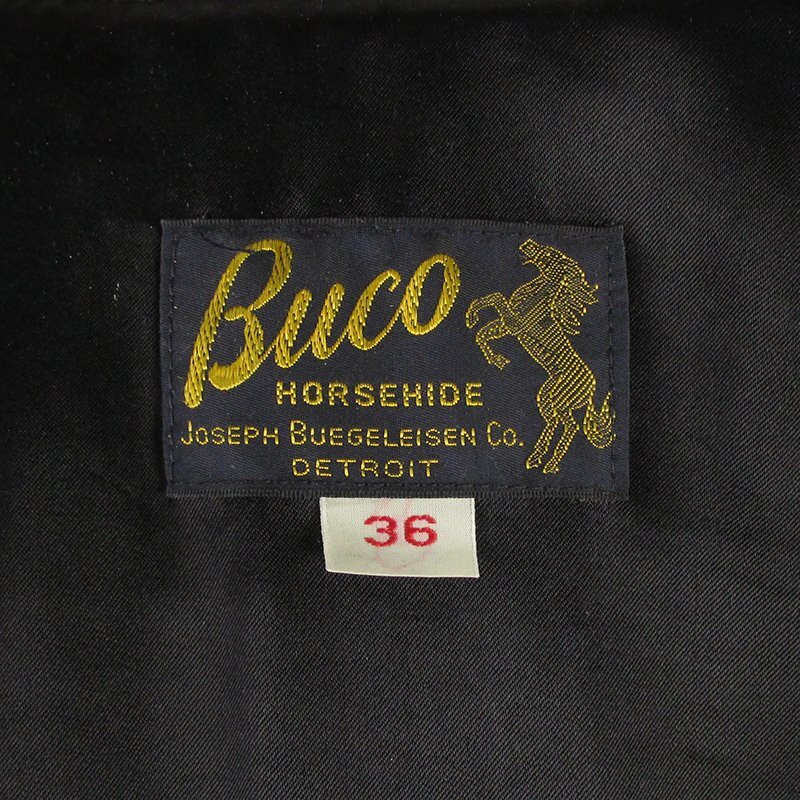 Buco
HORSEHIDE
JOSEPH BUEGELEISEN CO.
DETROIT
36